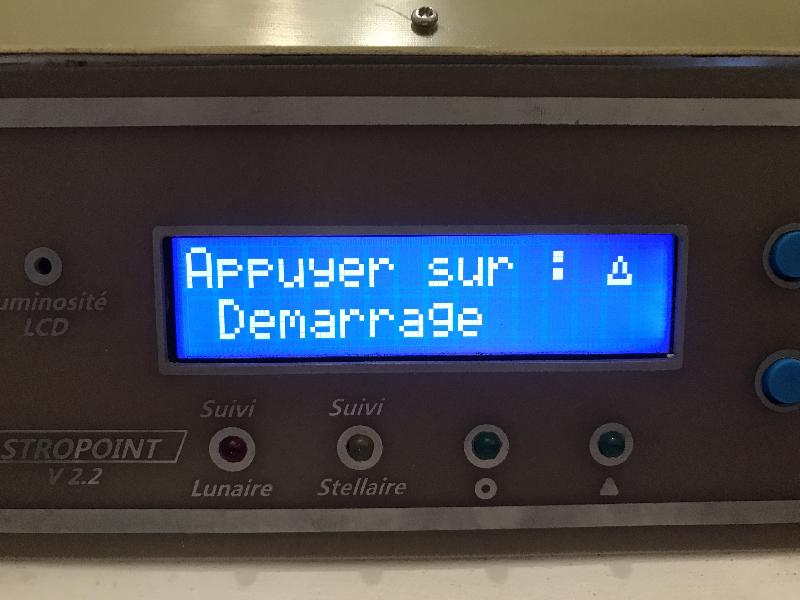 Appuyer sur : △
Demarrage
uminosité
LCD
Suivi
Suivi
STROPOINT
V 2.2
Lunaire
Stellaire